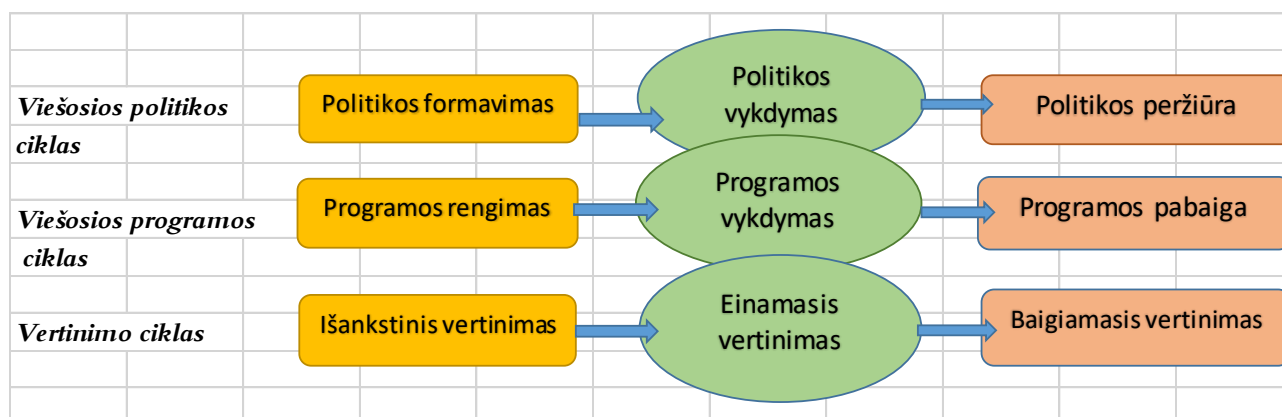 Viešosios politikos
ciklas
Politikos formavimas
Politikos
vykdymas
Politikos peržiūra
Viešosios programos
ciklas
Programos rengimas
Programos
vykdymas
Programos pabaiga
Vertinimo ciklas
Išankstinis vertinimas
Einamasis
vertinimas
Baigiamasis vertinimas